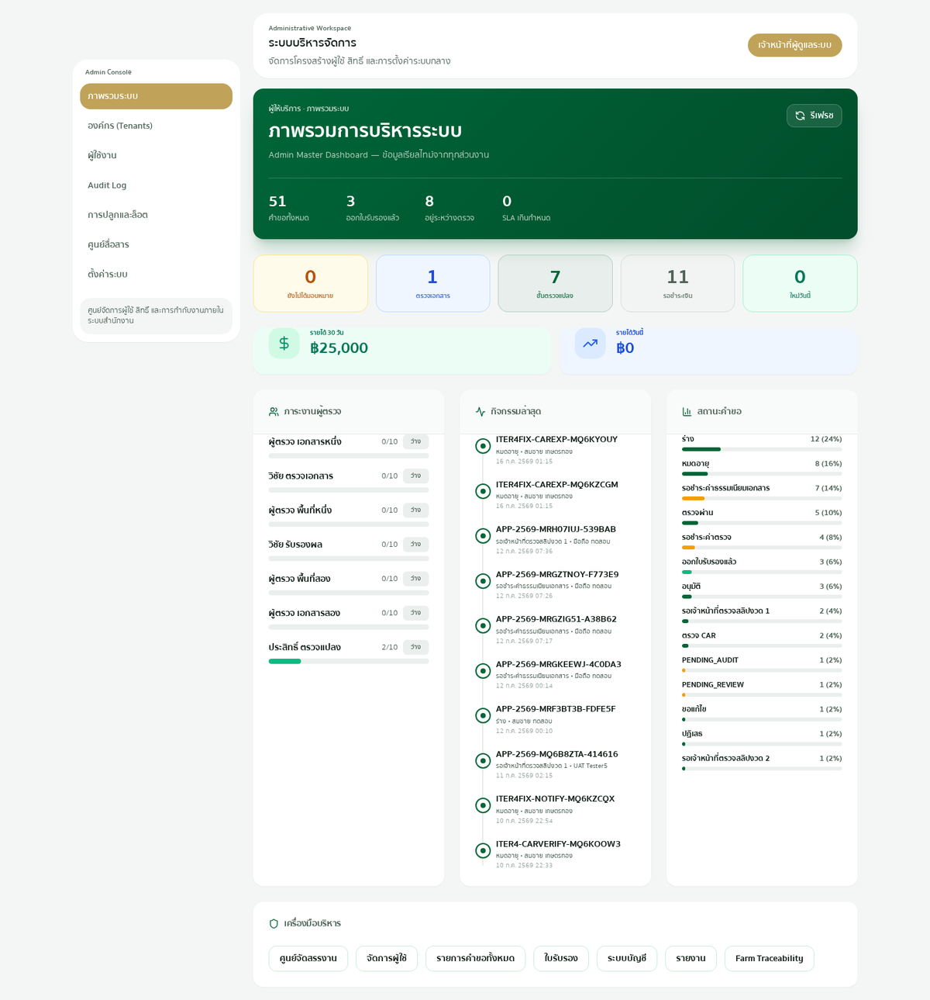 Administrative Workspace
ระบบบริหารจัดการ
จัดการโครงสร้างผู้ใช้ สิทธิ์ และการตั้งค่าระบบกลาง
เจ้าหน้าที่ผู้ดูแลระบบ
Admin Console
ภาพรวมระบบ
องค์กร (Tenants)
ผู้ใช้งาน
Audit Log
การปลูกและล็อต
ศูนย์สื่อสาร
ตั้งค่าระบบ
ศูนย์จัดการผู้ใช้ สิทธิ์ และการกำกับงานภายใน
ระบบสำนักงาน
ผู้ให้บริการ · ภาพรวมระบบ
ภาพรวมการบริหารระบบ
Admin Master Dashboard — ข้อมูลเรียลไทม์จากทุกส่วนงาน
รีเฟรช
51
คำขอทั้งหมด
3
ออกใบรับรองแล้ว
8
อยู่ระหว่างตรวจ
0
SLA เกินกำหนด
0
ยังไม่ได้มอบหมาย
1
ตรวจเอกสาร
7
ขั้นตรวจแปลง
11
รอชำระเงิน
0
ใหม่วันนี้
รายได้ 30 วัน
฿25,000
รายได้วันนี้
฿0
ภาระงานผู้ตรวจ
ผู้ตรวจ เอกสารหนึ่ง 0/10 ว่าง
วิชัย ตรวจเอกสาร 0/10 ว่าง
ผู้ตรวจ พื้นที่หนึ่ง 0/10 ว่าง
วิชัย รับรองผล 0/10 ว่าง
ผู้ตรวจ พื้นที่สอง 0/10 ว่าง
ผู้ตรวจ เอกสารสอง 0/10 ว่าง
ประสิทธิ์ ตรวจแปลง 2/10 ว่าง
กิจกรรมล่าสุด
ITER4FIX-CAREXP-MQ6KYOUY
หมดอายุ • สมชาย เกษตรทอง
16 ก.ค. 2569 01:15
ITER4FIX-CAREXP-MQ6KZCGM
หมดอายุ • สมชาย เกษตรทอง
16 ก.ค. 2569 01:15
APP-2569-MRH07IUJ-539BAB
รอเจ้าหน้าที่ตรวจสลิปงวด 1 • มือถือ ทดสอบ
12 ก.ค. 2569 07:36
APP-2569-MRGZTNOY-F773E9
รอชำระค่าธรรมเนียมเอกสาร • มือถือ ทดสอบ
12 ก.ค. 2569 07:26
APP-2569-MRGZIG51-A38B62
รอชำระค่าธรรมเนียมเอกสาร • มือถือ ทดสอบ
12 ก.ค. 2569 07:17
APP-2569-MRGKEEWJ-4C0DA3
รอชำระค่าธรรมเนียมเอกสาร • มือถือ ทดสอบ
12 ก.ค. 2569 00:14
APP-2569-MRF3BT3B-FDFE5F
ร่าง • สมชาย ทดสอบ
12 ก.ค. 2569 00:10
APP-2569-MQ6B8ZTA-414616
รอเจ้าหน้าที่ตรวจสลิปงวด 1 • UAT Tester5
11 ก.ค. 2569 02:15
ITER4FIX-NOTIFY-MQ6KZCQX
หมดอายุ • สมชาย เกษตรทอง
10 ก.ค. 2569 22:54
ITER4-CARVERIFY-MQ6KOOW3
หมดอายุ • สมชาย เกษตรทอง
10 ก.ค. 2569 22:33
สถานะคำขอ
ร่าง 12 (24%)
หมดอายุ 8 (16%)
รอชำระค่าธรรมเนียมเอกสาร 7 (14%)
ตรวจผ่าน 5 (10%)
รอชำระค่าตรวจ 4 (8%)
ออกใบรับรองแล้ว 3 (6%)
อนุมัติ 3 (6%)
รอเจ้าหน้าที่ตรวจสลิปงวด 1 2 (4%)
ตรวจ CAR 2 (4%)
PENDING_AUDIT 1 (2%)
PENDING_REVIEW 1 (2%)
ขอแก้ไข 1 (2%)
ปฏิเสธ 1 (2%)
รอเจ้าหน้าที่ตรวจสลิปงวด 2 1 (2%)
เครื่องมือบริหาร
ศูนย์จัดสรรงาน
จัดการผู้ใช้
รายการคำขอทั้งหมด
ใบรับรอง
ระบบบัญชี
รายงาน
Farm Traceability